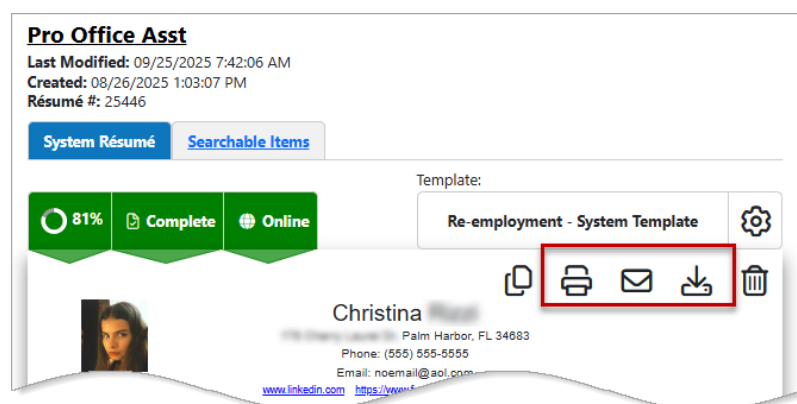 Pro Office Asst
Last Modified: 09/25/2025 7:42:06 AM
Created: 08/26/2025 1:03:07 PM
Résumé #: 25446
System Résumé Searchable Items
Template:
81% Complete Online Re-employment - System Template
Christina
Palm Harbor, FL 34683
Phone: (555) 555-5555
Email: noemail@aol.com
www.linkedin.com https://www.f